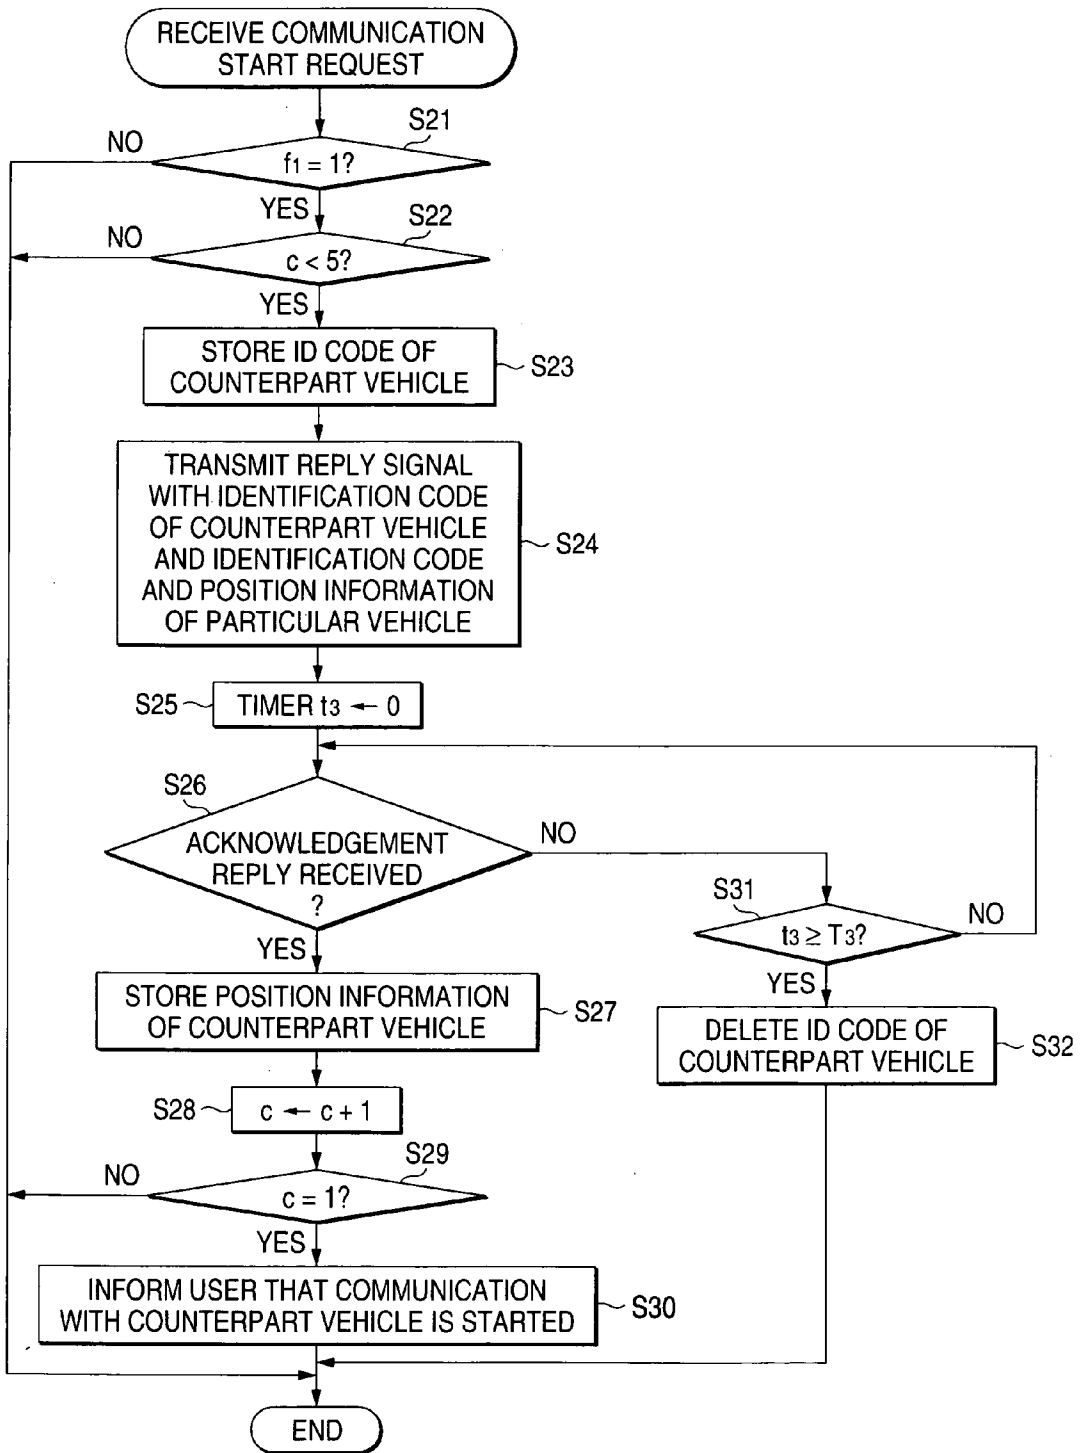 RECEIVE COMMUNICATION
START REQUEST
S21
NO
f1 = 1?
YES
S22
NO
c < 5?
YES
STORE ID CODE OF
COUNTERPART VEHICLE
S23
TRANSMIT REPLY SIGNAL
WITH IDENTIFICATION CODE
OF COUNTERPART VEHICLE
AND IDENTIFICATION CODE
AND POSITION INFORMATION
OF PARTICULAR VEHICLE
S24
S25
TIMER t3 ← 0
S26
ACKNOWLEDGEMENT
REPLY RECEIVED
?
NO
YES
S31
t3 ≥ T3?
NO
YES
STORE POSITION INFORMATION
OF COUNTERPART VEHICLE
S27
DELETE ID CODE OF
COUNTERPART VEHICLE
S32
S28
c ← c + 1
S29
NO
c = 1?
YES
INFORM USER THAT COMMUNICATION
WITH COUNTERPART VEHICLE IS STARTED
S30
END